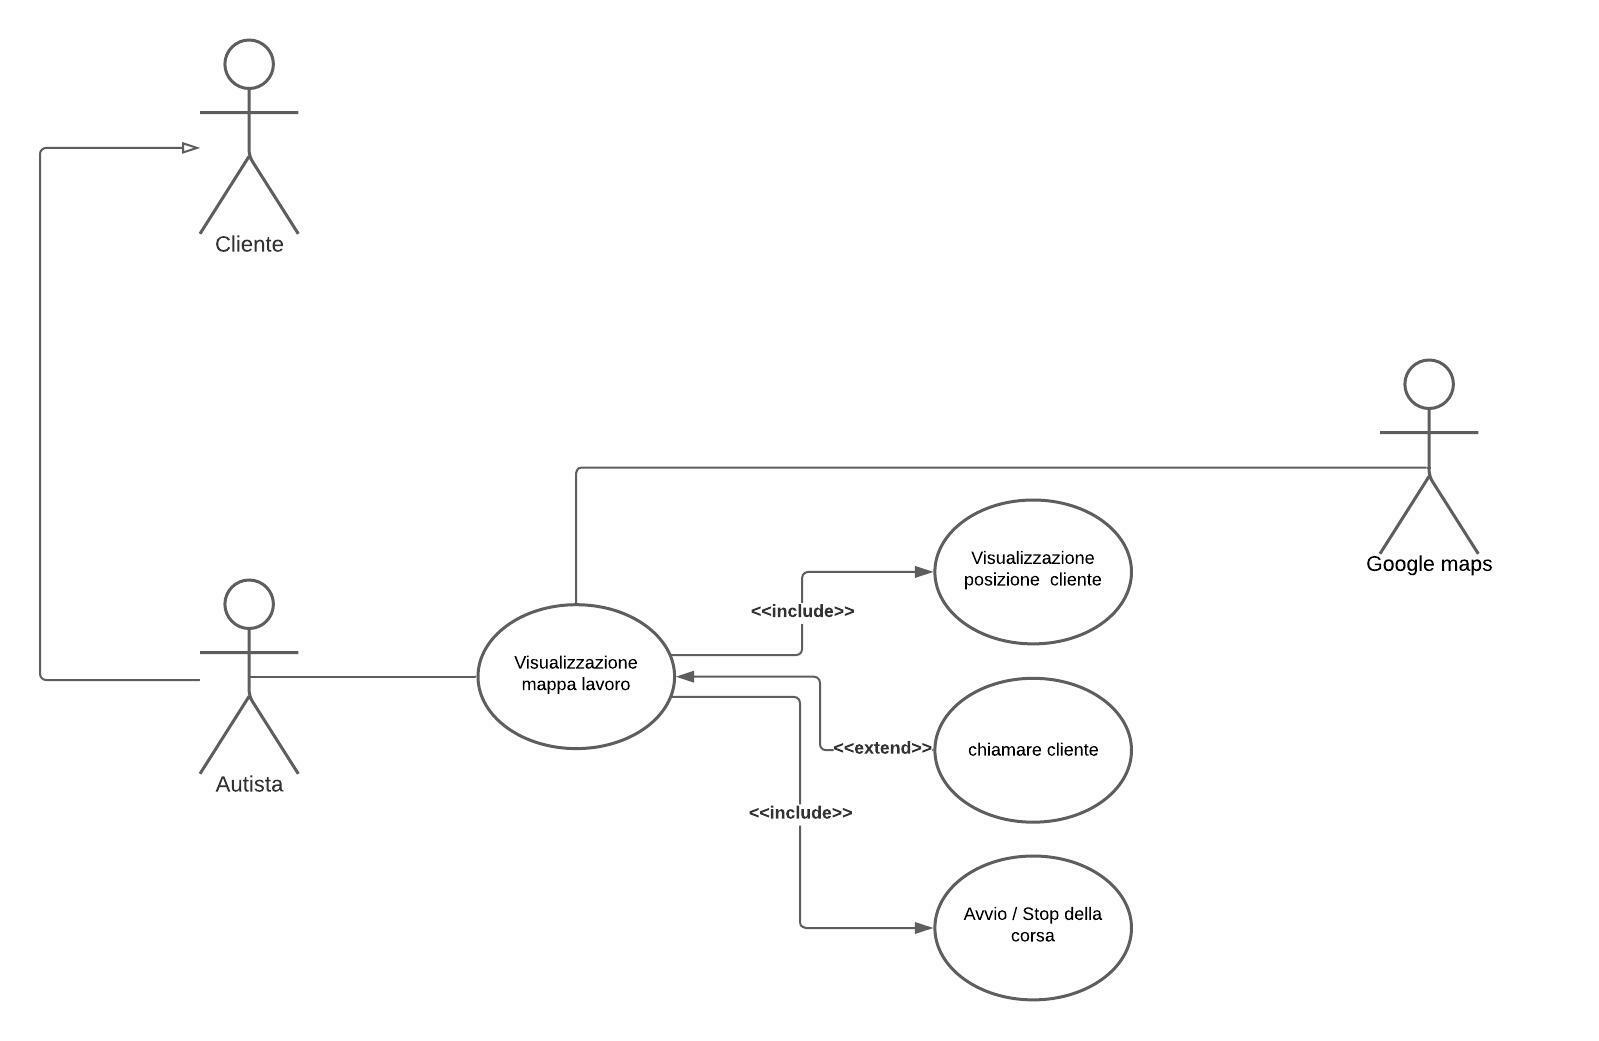 Cliente
Google maps
Visualizzazione
posizione cliente
<<include>>
Visualizzazione
mappa lavoro
<<extend>>
chiamare cliente
Autista
<<include>>
Avvio / Stop della
corsa